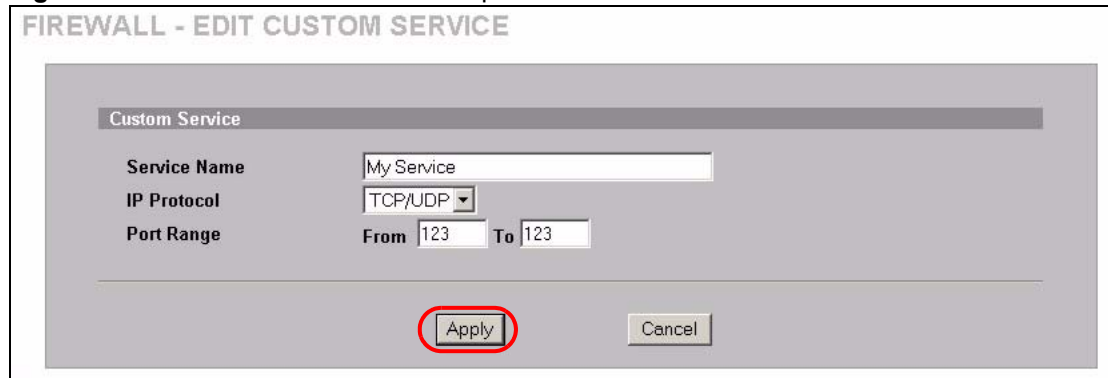 FIREWALL - EDIT CUSTOM SERVICE
Custom Service
Service Name My Service
IP Protocol TCP/UDP
Port Range From 123 To 123
Apply Cancel